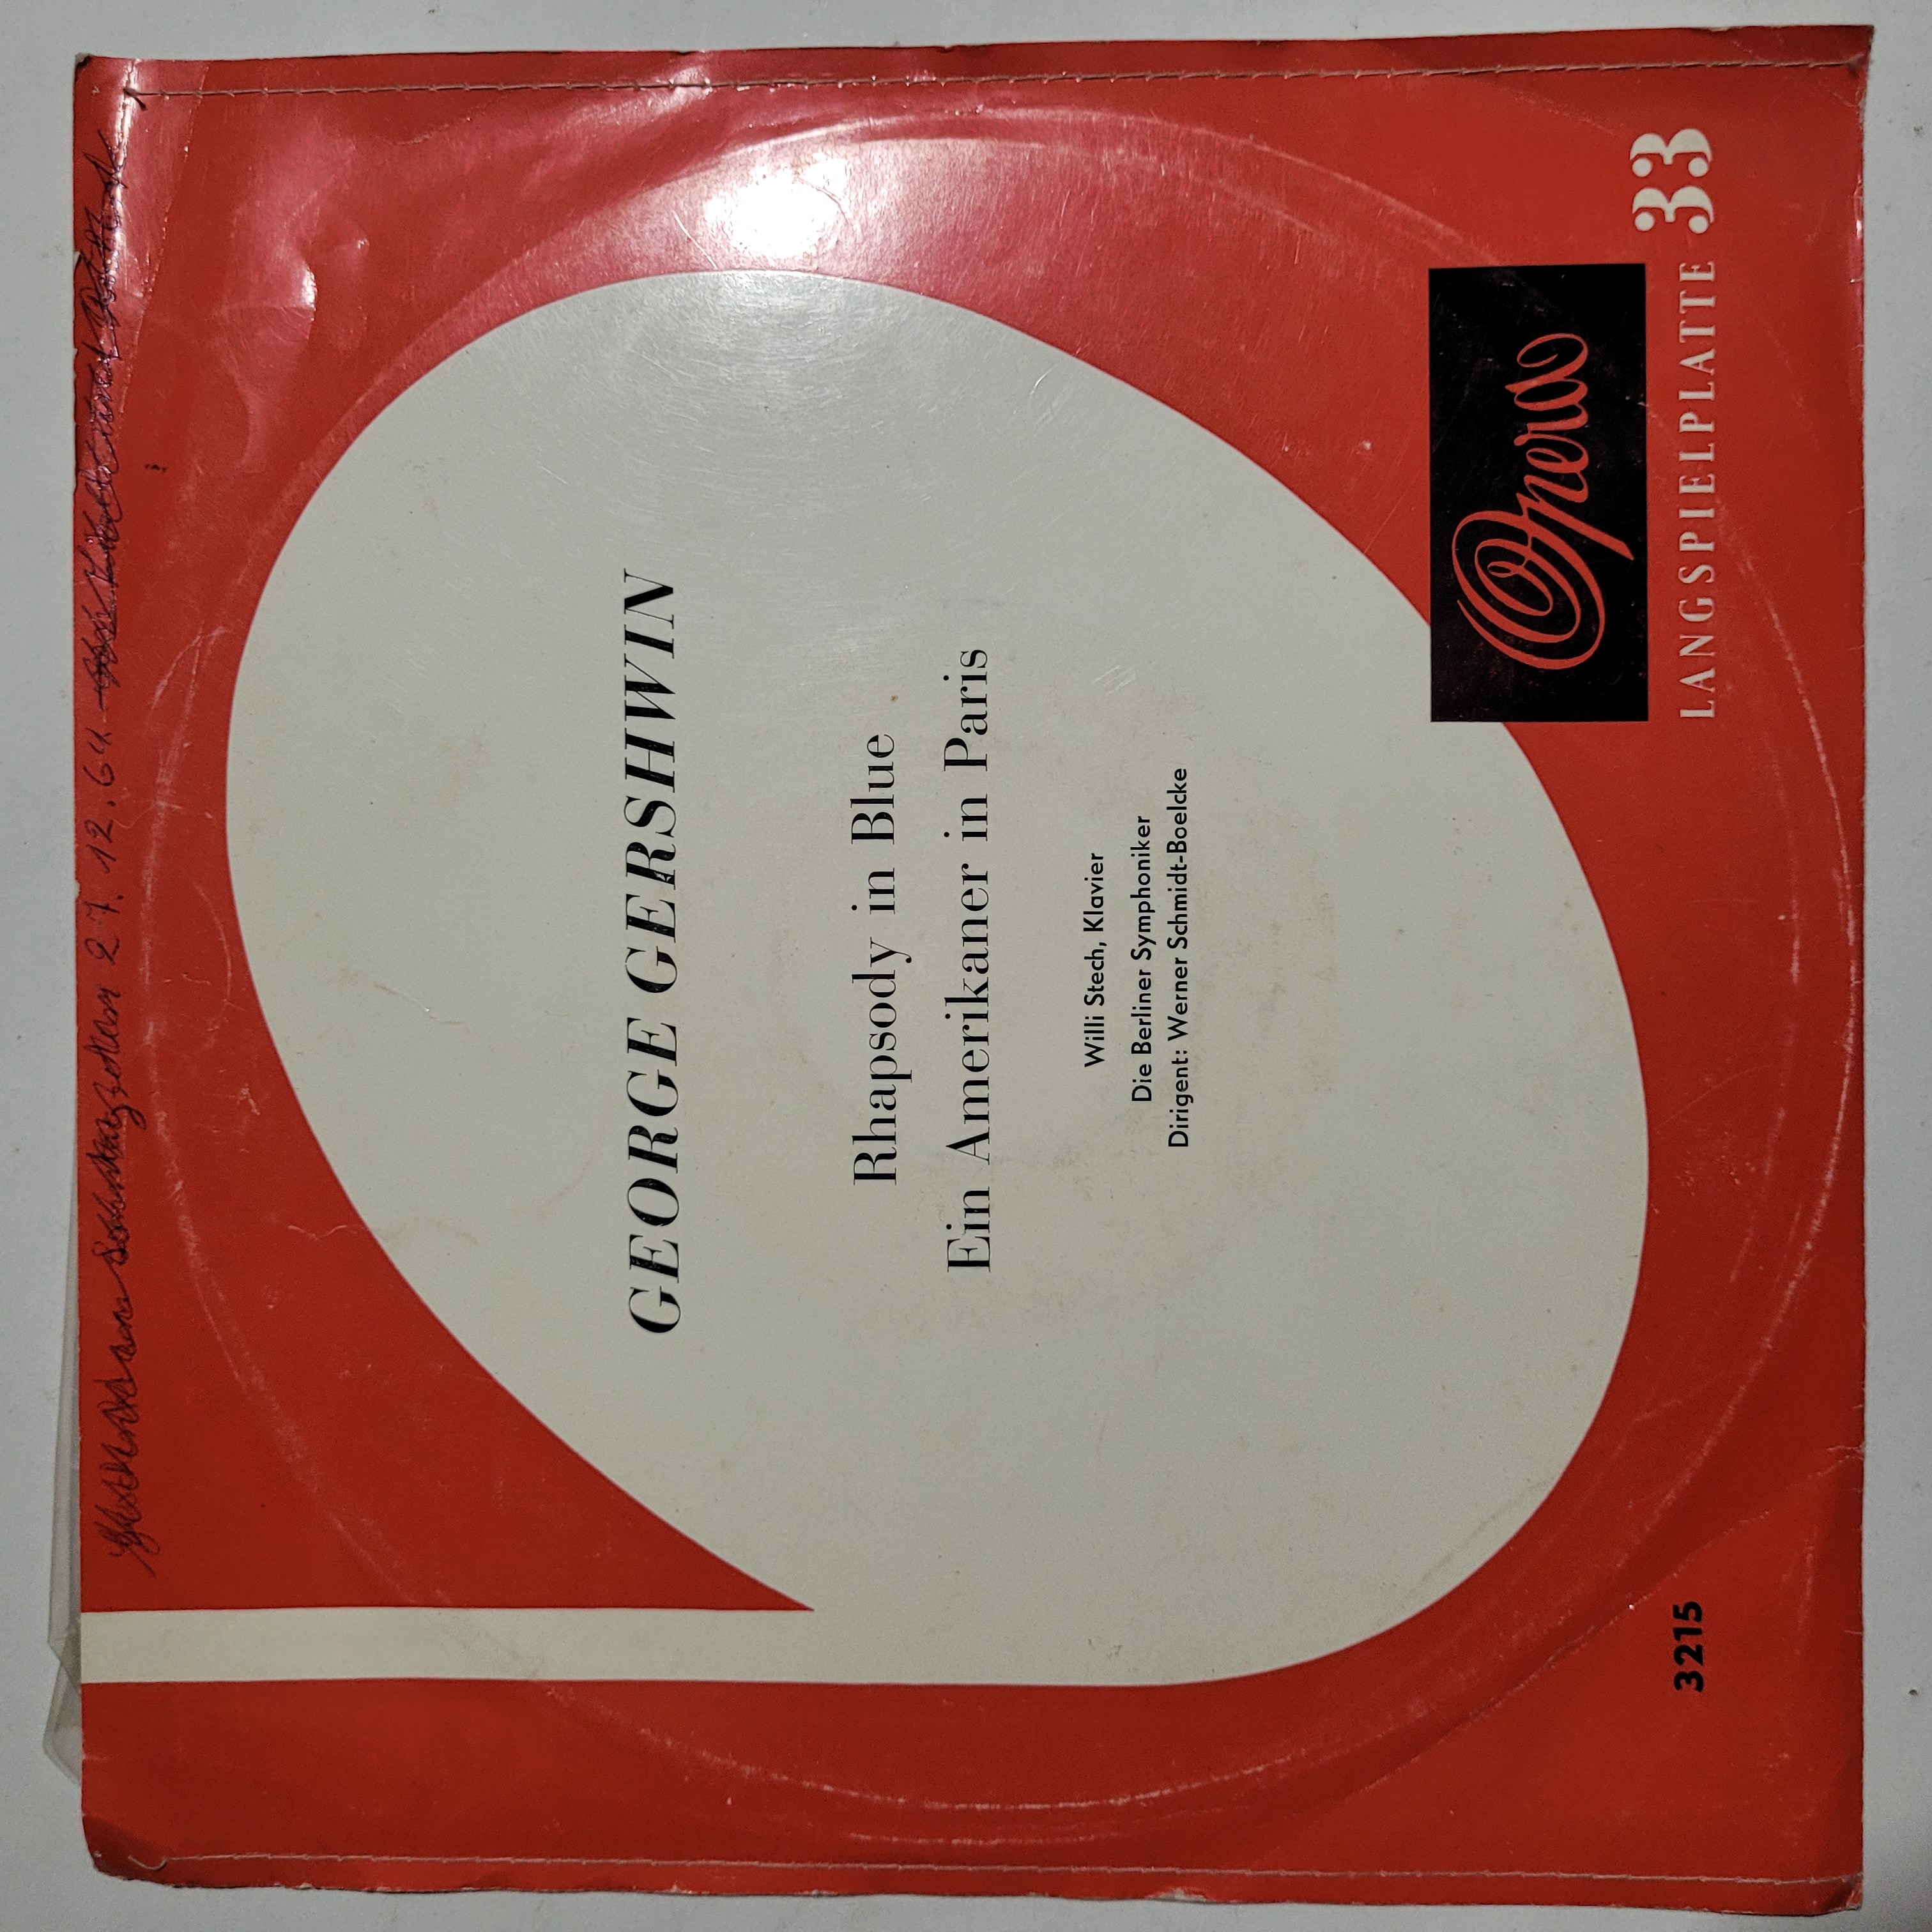 27.12.64
GEORGE GERSHWIN
Rhapsody in Blue
Ein Amerikaner in Paris
Willi Stech, Klavier
Die Berliner Symphoniker
Dirigent: Werner Schmidt-Boelcke
Opera
LANGSPIELPLATTE 33
3215